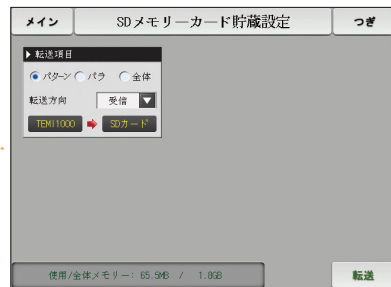 メイン SDメモリーカード貯蔵設定 つぎ
▶ 転送項目
パターン パラ 全体
転送方向 受信 ▼
TEMI1000 SDカード
使用/全体メモリー: 65.5MB / 1.8GB
転送